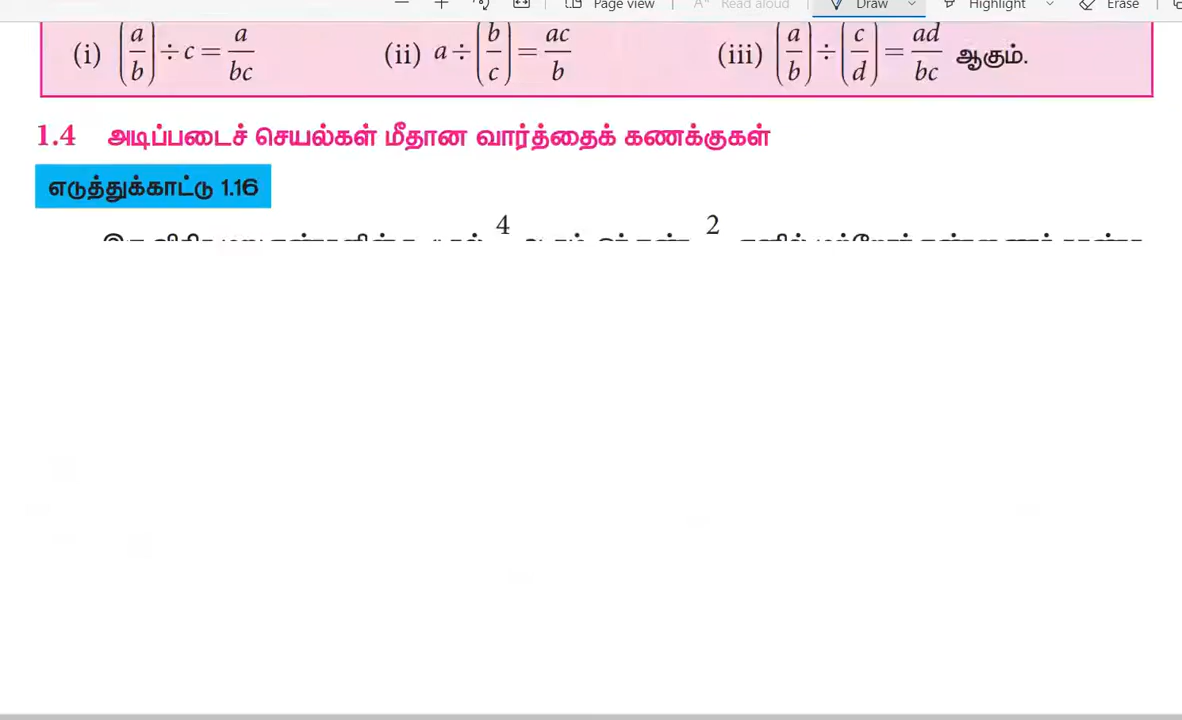 Page view Read aloud Draw Highlight Erase
(i) (a/b) ÷ c = a/bc (ii) a ÷ (b/c) = ac/b (iii) (a/b) ÷ (c/d) = ad/bc ஆகும்.
1.4 அடிப்படைச் செயல்கள் மீதான வார்த்தைக் கணக்குகள்
எடுத்துக்காட்டு 1.16
4 2